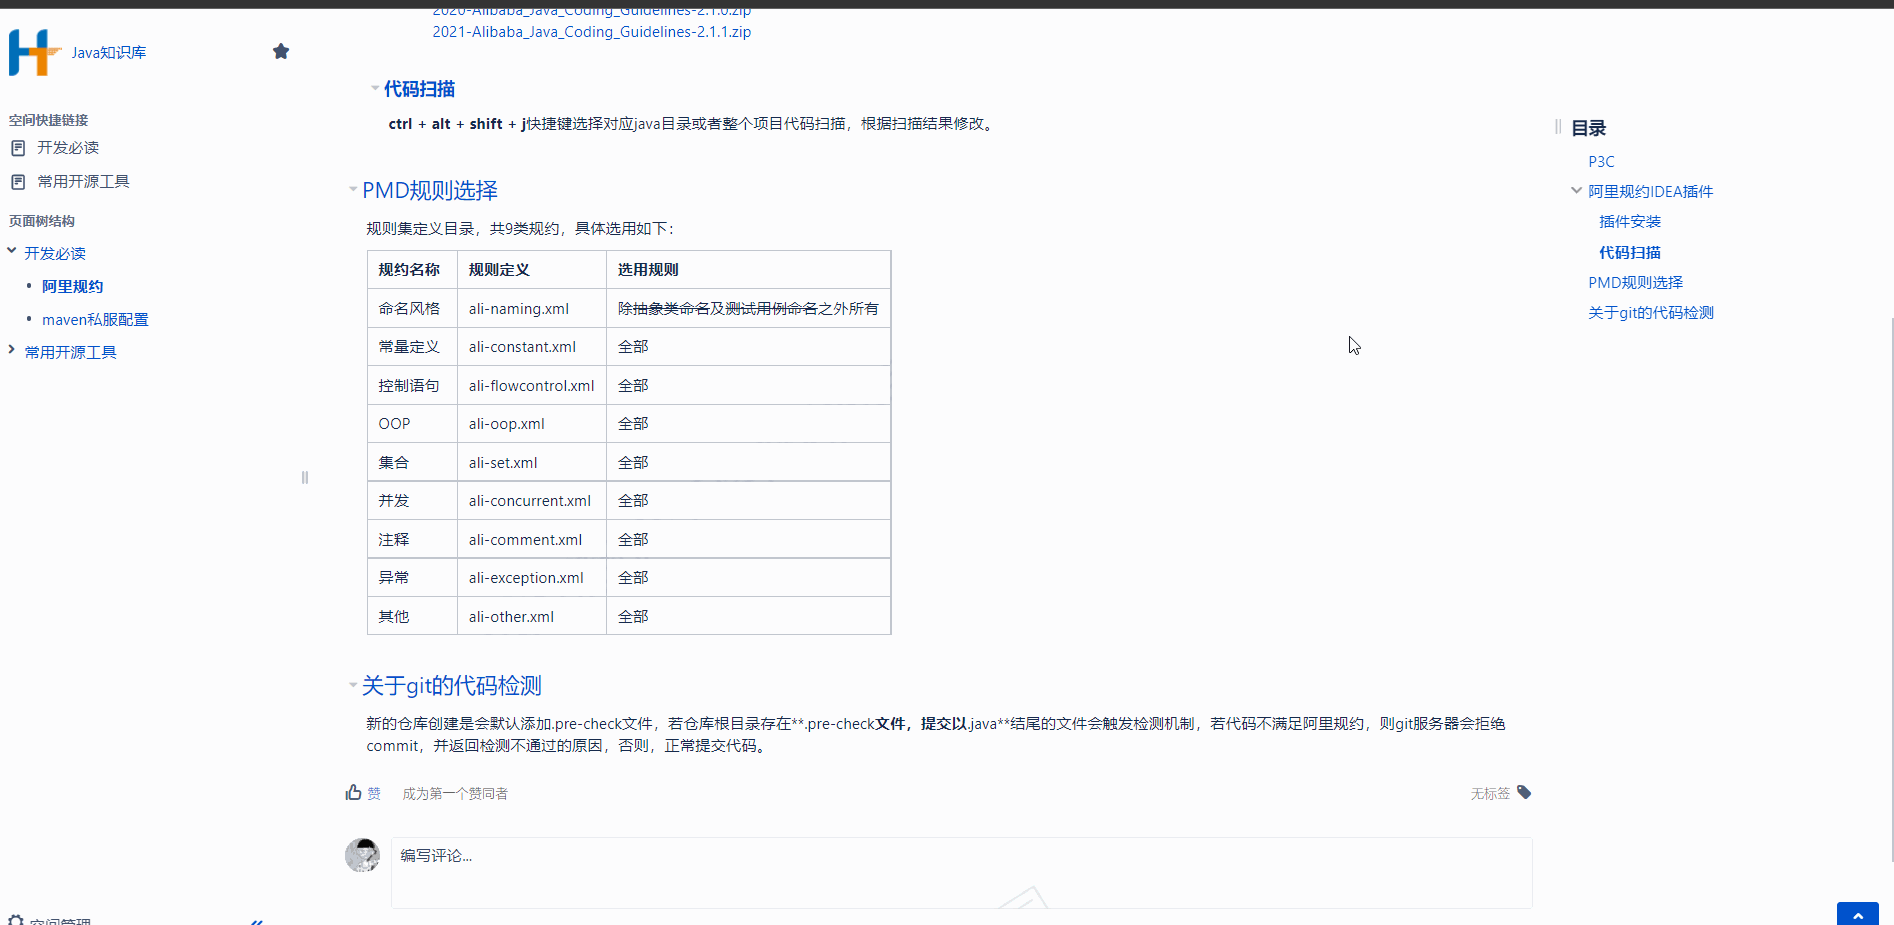 2020-Alibaba_Java_Coding_Guidelines-2.1.0.zip
2021-Alibaba_Java_Coding_Guidelines-2.1.1.zip
Java知识库
空间快捷链接
开发必读
常用开源工具
页面树结构
开发必读
阿里规约
maven私服配置
常用开源工具
代码扫描
ctrl + alt + shift + j快捷键选择对应java目录或者整个项目代码扫描，根据扫描结果修改。
PMD规则选择
规则集定义目录，共9类规约，具体选用如下：
规约名称 规则定义 选用规则
命名风格 ali-naming.xml 除抽象类命名及测试用例命名之外所有
常量定义 ali-constant.xml 全部
控制语句 ali-flowcontrol.xml 全部
OOP ali-oop.xml 全部
集合 ali-set.xml 全部
并发 ali-concurrent.xml 全部
注释 ali-comment.xml 全部
异常 ali-exception.xml 全部
其他 ali-other.xml 全部
关于git的代码检测
新的仓库创建是会默认添加.pre-check文件，若仓库根目录存在**.pre-check文件，提交以.java**结尾的文件会触发检测机制，若代码不满足阿里规约，则git服务器会拒绝
commit，并返回检测不通过的原因，否则，正常提交代码。
赞 成为第一个赞同者
无标签
编写评论...
目录
P3C
阿里规约IDEA插件
插件安装
代码扫描
PMD规则选择
关于git的代码检测
空间管理